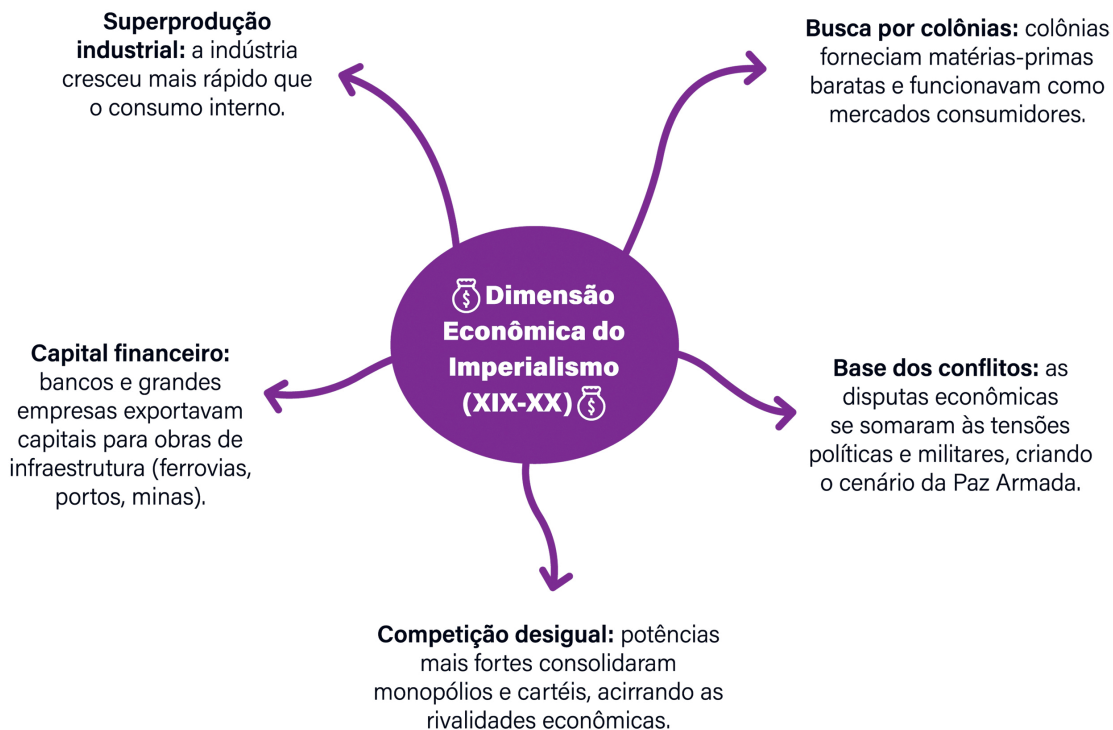 Superprodução
industrial: a indústria
cresceu mais rápido que
o consumo interno.
Busca por colônias: colônias
forneciam matérias-primas
baratas e funcionavam como
mercados consumidores.
Dimensão
Econômica do
Imperialismo
(XIX-XX)
Capital financeiro:
bancos e grandes
empresas exportavam
capitais para obras de
infraestrutura (ferrovias,
portos, minas).
Base dos conflitos: as
disputas econômicas
se somaram às tensões
políticas e militares, criando
o cenário da Paz Armada.
Competição desigual: potências
mais fortes consolidaram
monopólios e cartéis, acirrando as
rivalidades econômicas.